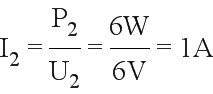 I₂ = P₂/U₂ = 6W/6V = 1A